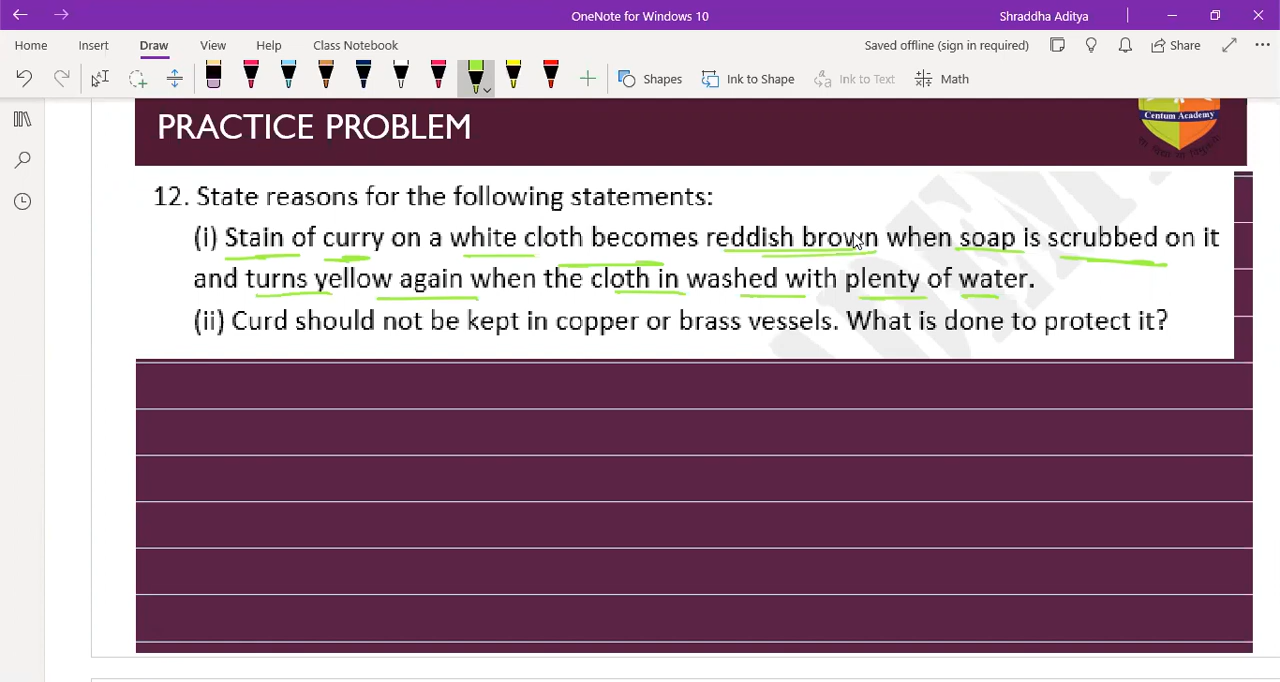 OneNote for Windows 10
Shraddha Aditya
Home Insert Draw View Help Class Notebook
Saved offline (sign in required) Share
Shapes Ink to Shape Ink to Text Math
PRACTICE PROBLEM
Centum Academy
12. State reasons for the following statements:
(i) Stain of curry on a white cloth becomes reddish brown when soap is scrubbed on it
and turns yellow again when the cloth in washed with plenty of water.
(ii) Curd should not be kept in copper or brass vessels. What is done to protect it?